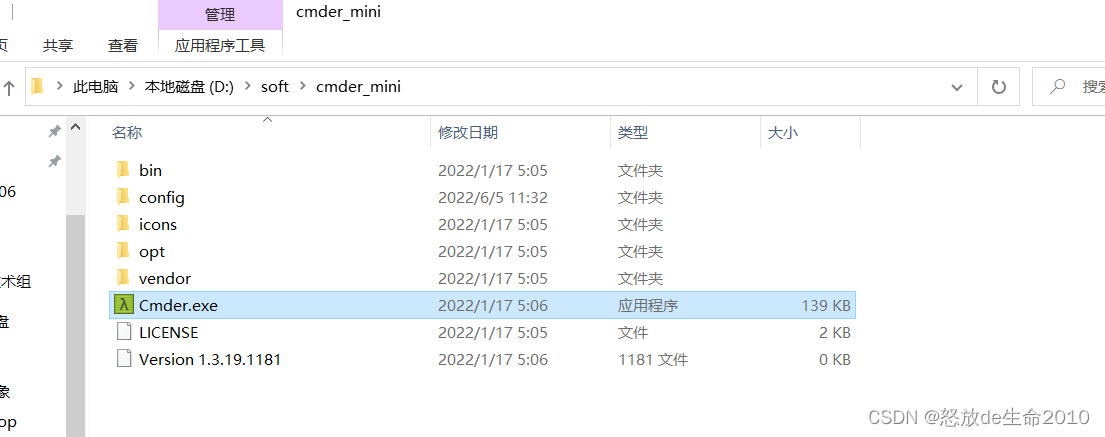 管理 cmder_mini
页 共享 查看 应用程序工具
此电脑 > 本地磁盘 (D:) > soft > cmder_mini 搜索
名称 修改日期 类型 大小
bin 2022/1/17 5:05 文件夹
config 2022/6/5 11:32 文件夹
icons 2022/1/17 5:05 文件夹
opt 2022/1/17 5:05 文件夹
vendor 2022/1/17 5:05 文件夹
Cmder.exe 2022/1/17 5:06 应用程序 139 KB
LICENSE 2022/1/17 5:05 文件 2 KB
Version 1.3.19.1181 2022/1/17 5:06 1181 文件 0 KB
06
术组
盘
象
op
CSDN @怒放de生命2010